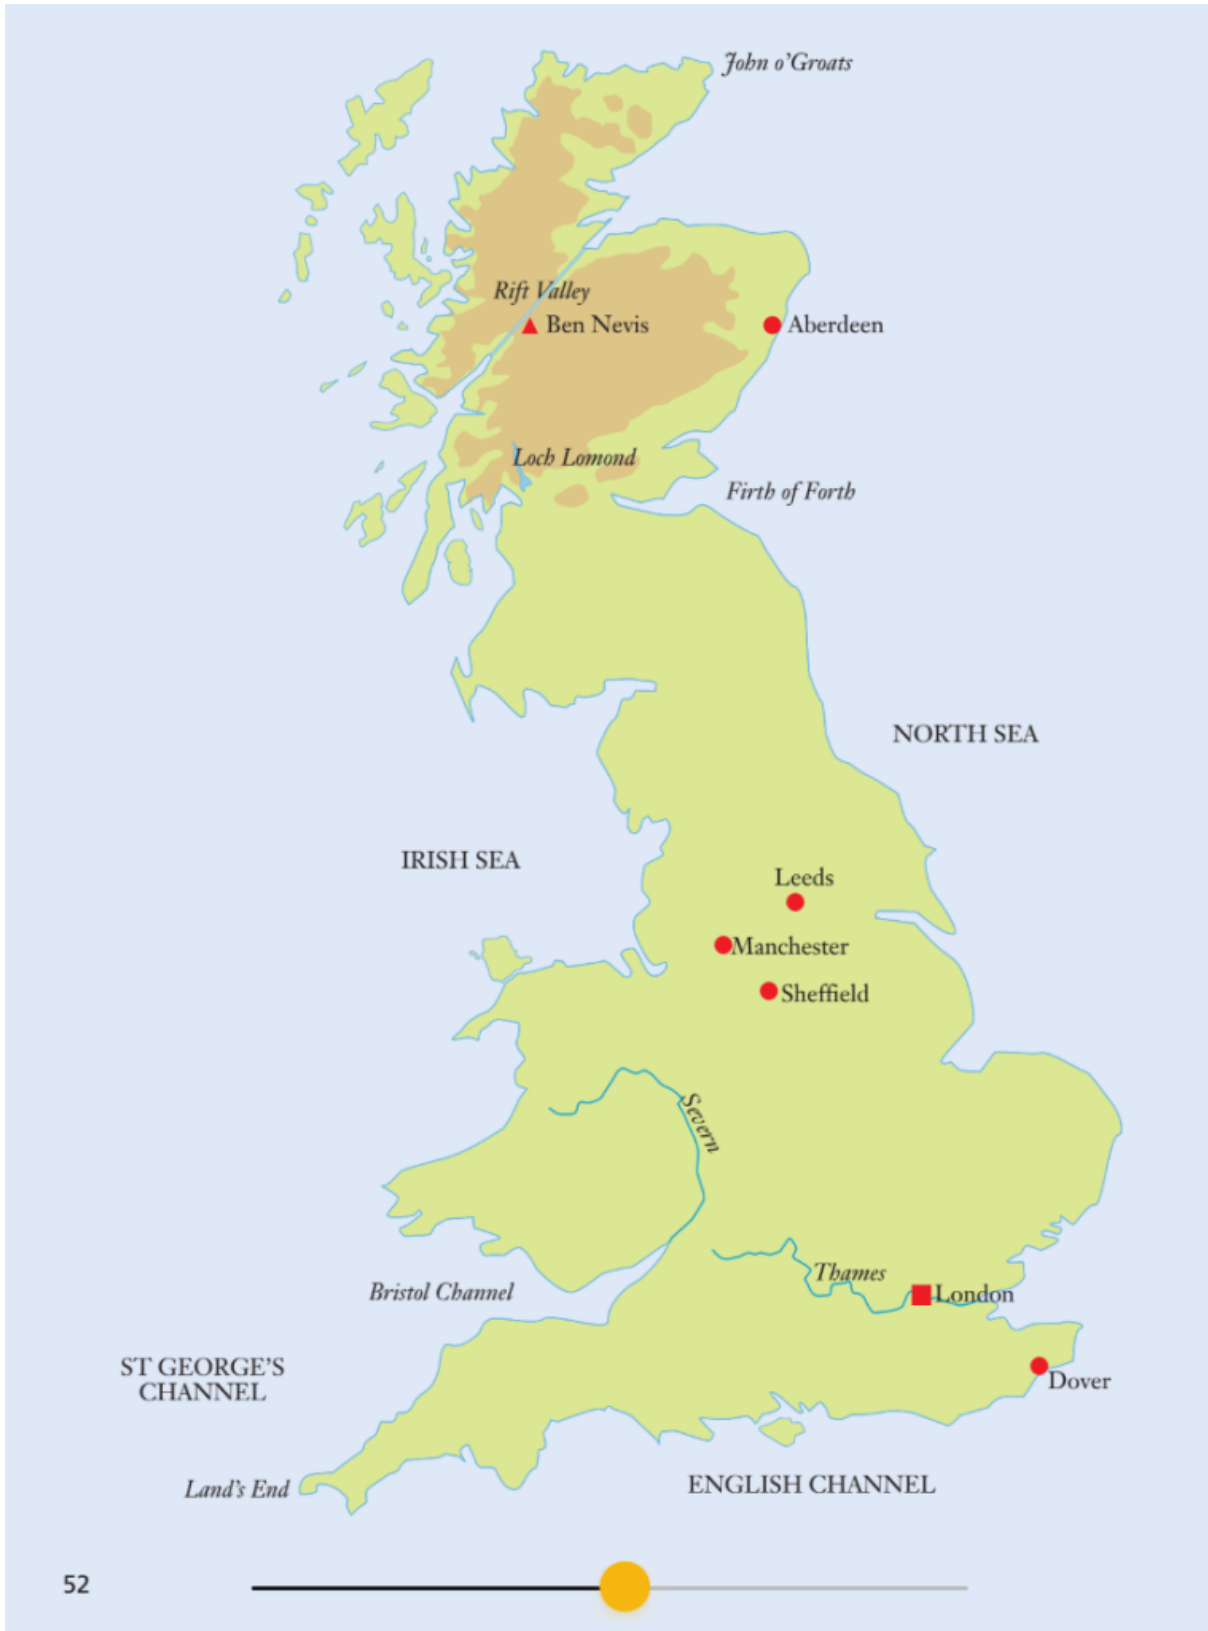 John o'Groats
Rift Valley
Ben Nevis
Aberdeen
Loch Lomond
Firth of Forth
NORTH SEA
IRISH SEA
Leeds
Manchester
Sheffield
Severn
Thames
London
Bristol Channel
ST GEORGE'S
CHANNEL
Dover
Land's End
ENGLISH CHANNEL
52